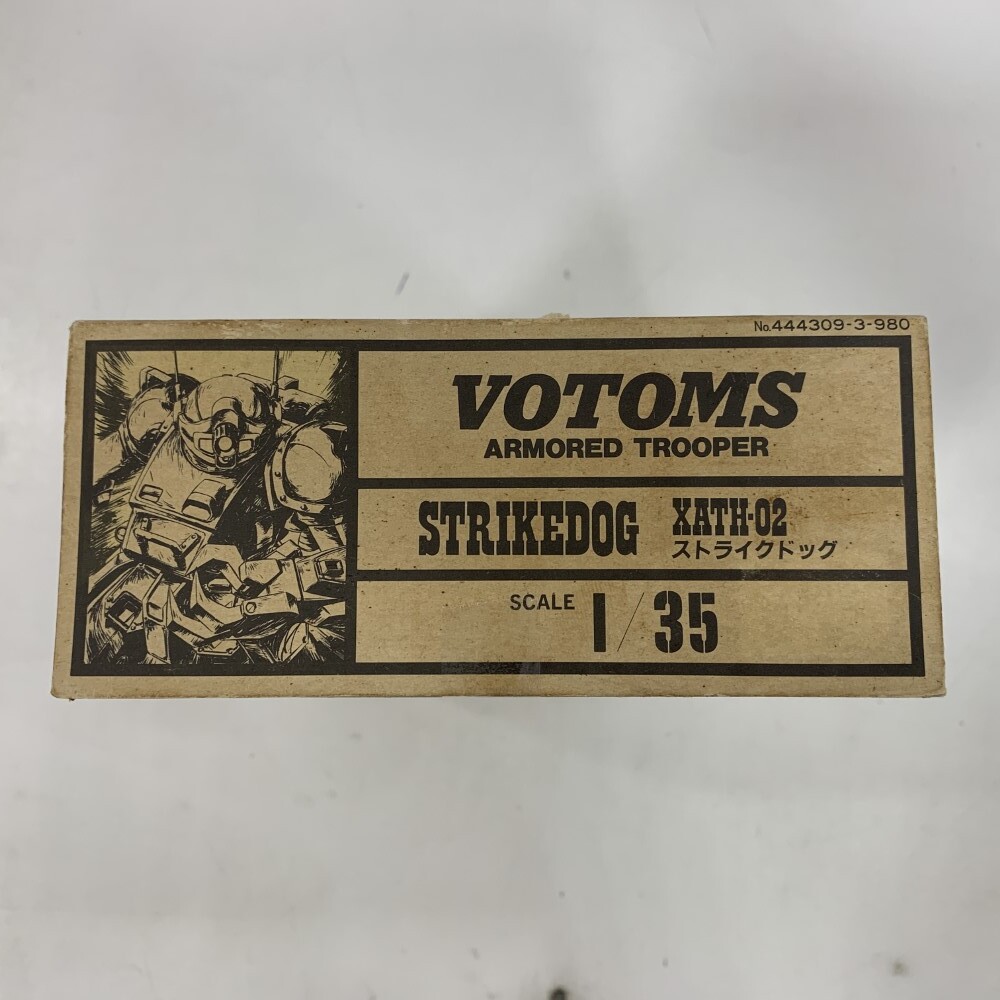 No.444309-3-980
VOTOMS
ARMORED TROOPER
STRIKEDOG XATH-02
ストライクドッグ
SCALE 1/35